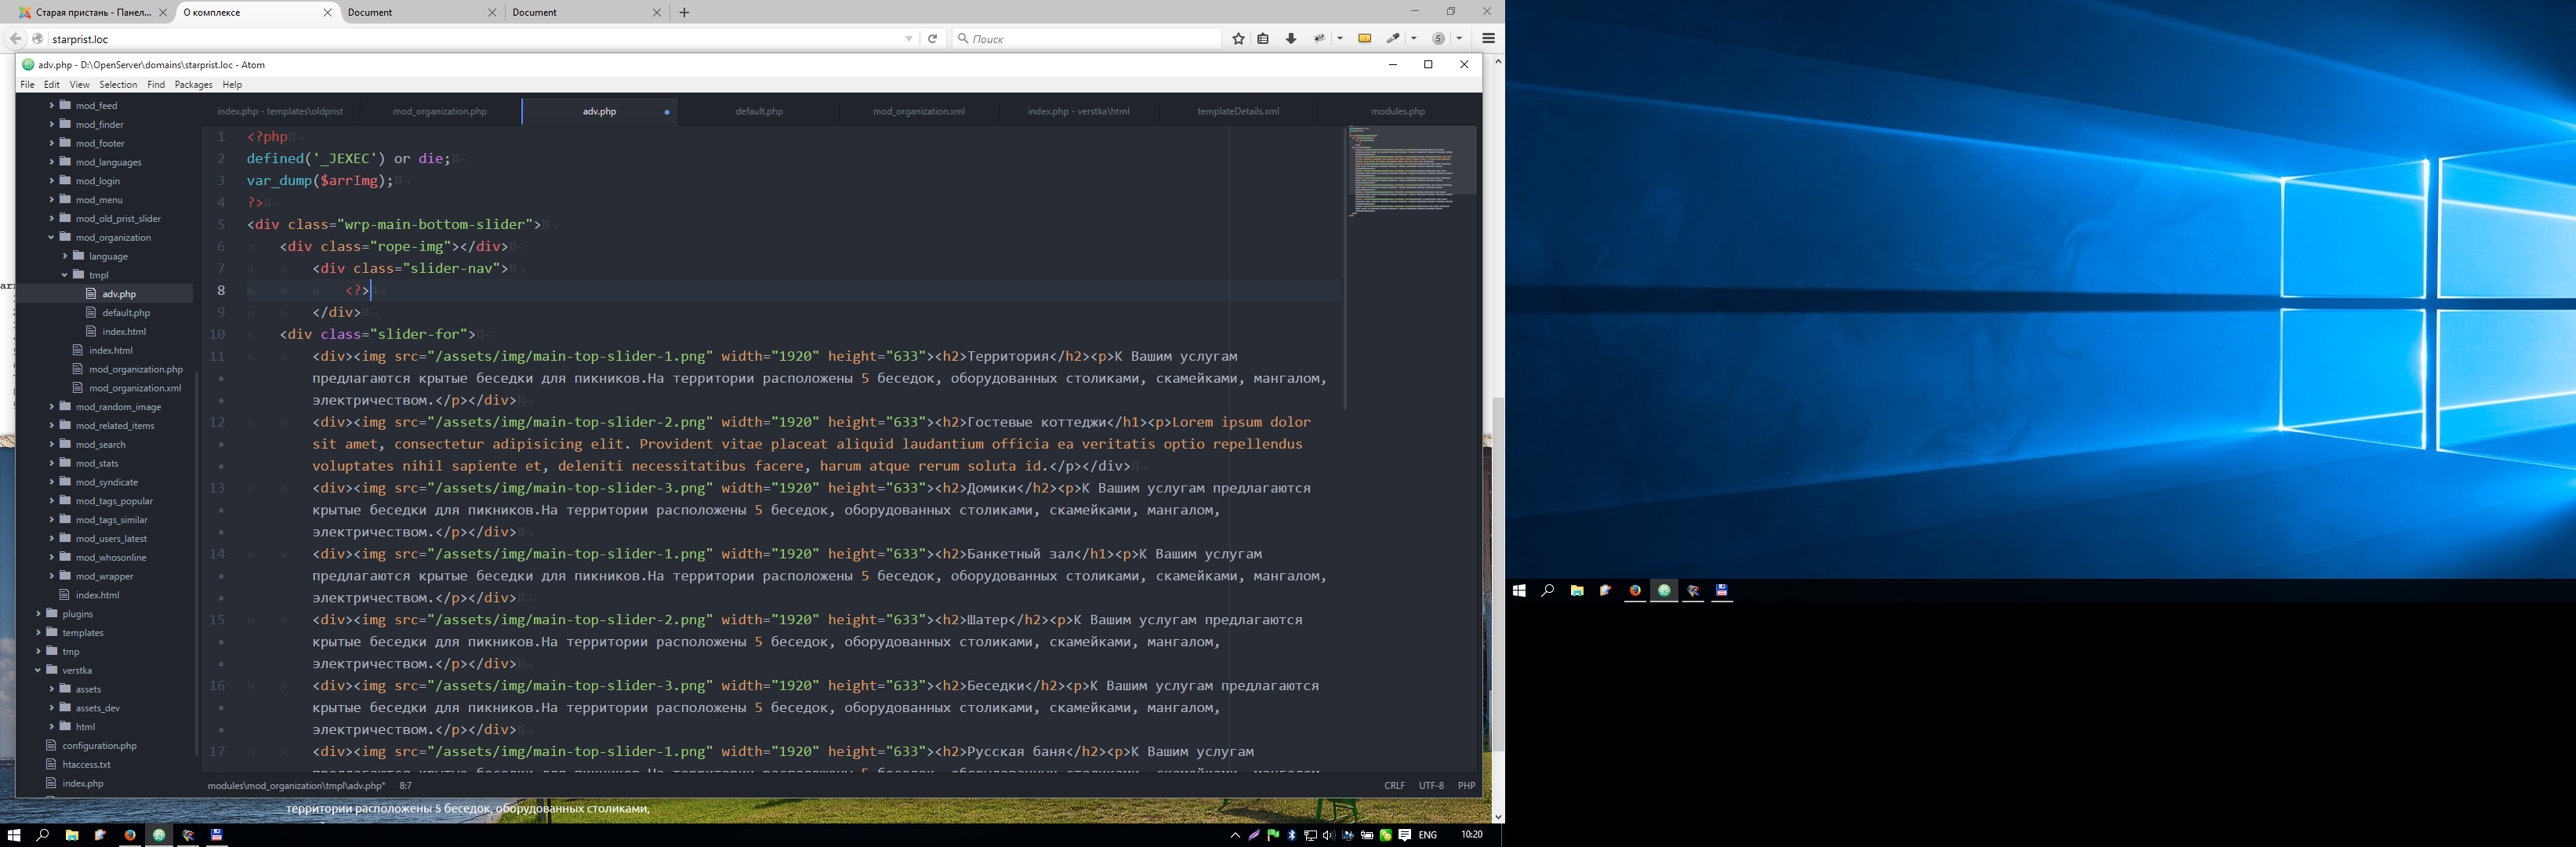 Старая пристань - Панел...
О комплексе
Document
Document
starprist.loc
Поиск
adv.php - D:\OpenServer\domains\starprist.loc - Atom
File Edit View Selection Find Packages Help
mod_feed
mod_finder
mod_footer
mod_languages
mod_login
mod_menu
mod_old_prist_slider
mod_organization
language
tmpl
adv.php
default.php
index.html
index.html
mod_organization.php
mod_organization.xml
mod_random_image
mod_related_items
mod_search
mod_stats
mod_syndicate
mod_tags_popular
mod_tags_similar
mod_users_latest
mod_whosonline
mod_wrapper
index.html
plugins
templates
tmp
verstka
assets
assets_dev
html
configuration.php
htaccess.txt
index.php
index.php - templates\oldprist
mod_organization.php
adv.php
default.php
mod_organization.xml
index.php - verstka\html
templateDetails.xml
modules.php
1 <?php
2 defined('_JEXEC') or die;
3 var_dump($arrImg);
4 ?>
5 <div class="wrp-main-bottom-slider">
6 <div class="rope-img"></div>
7 <div class="slider-nav">
8 <?>
9 </div>
10 <div class="slider-for">
11 <div><img src="/assets/img/main-top-slider-1.png" width="1920" height="633"><h2>Территория</h2><p>К Вашим услугам
предлагаются крытые беседки для пикников.На территории расположены 5 беседок, оборудованных столиками, скамейками, мангалом,
электричеством.</p></div>
12 <div><img src="/assets/img/main-top-slider-2.png" width="1920" height="633"><h2>Гостевые коттеджи</h1><p>Lorem ipsum dolor
sit amet, consectetur adipisicing elit. Provident vitae placeat aliquid laudantium officia ea veritatis optio repellendus
voluptates nihil sapiente et, deleniti necessitatibus facere, harum atque rerum soluta id.</p></div>
13 <div><img src="/assets/img/main-top-slider-3.png" width="1920" height="633"><h2>Домики</h2><p>К Вашим услугам предлагаются
крытые беседки для пикников.На территории расположены 5 беседок, оборудованных столиками, скамейками, мангалом,
электричеством.</p></div>
14 <div><img src="/assets/img/main-top-slider-1.png" width="1920" height="633"><h2>Банкетный зал</h1><p>К Вашим услугам
предлагаются крытые беседки для пикников.На территории расположены 5 беседок, оборудованных столиками, скамейками, мангалом,
электричеством.</p></div>
15 <div><img src="/assets/img/main-top-slider-2.png" width="1920" height="633"><h2>Шатер</h2><p>К Вашим услугам предлагаются
крытые беседки для пикников.На территории расположены 5 беседок, оборудованных столиками, скамейками, мангалом,
электричеством.</p></div>
16 <div><img src="/assets/img/main-top-slider-3.png" width="1920" height="633"><h2>Беседки</h2><p>К Вашим услугам предлагаются
крытые беседки для пикников.На территории расположены 5 беседок, оборудованных столиками, скамейками, мангалом,
электричеством.</p></div>
17 <div><img src="/assets/img/main-top-slider-1.png" width="1920" height="633"><h2>Русская баня</h2><p>К Вашим услугам
modules\mod_organization\tmpl\adv.php* 8:7
CRLF UTF-8 PHP
территории расположены 5 беседок, оборудованных столиками,
ENG 10:20